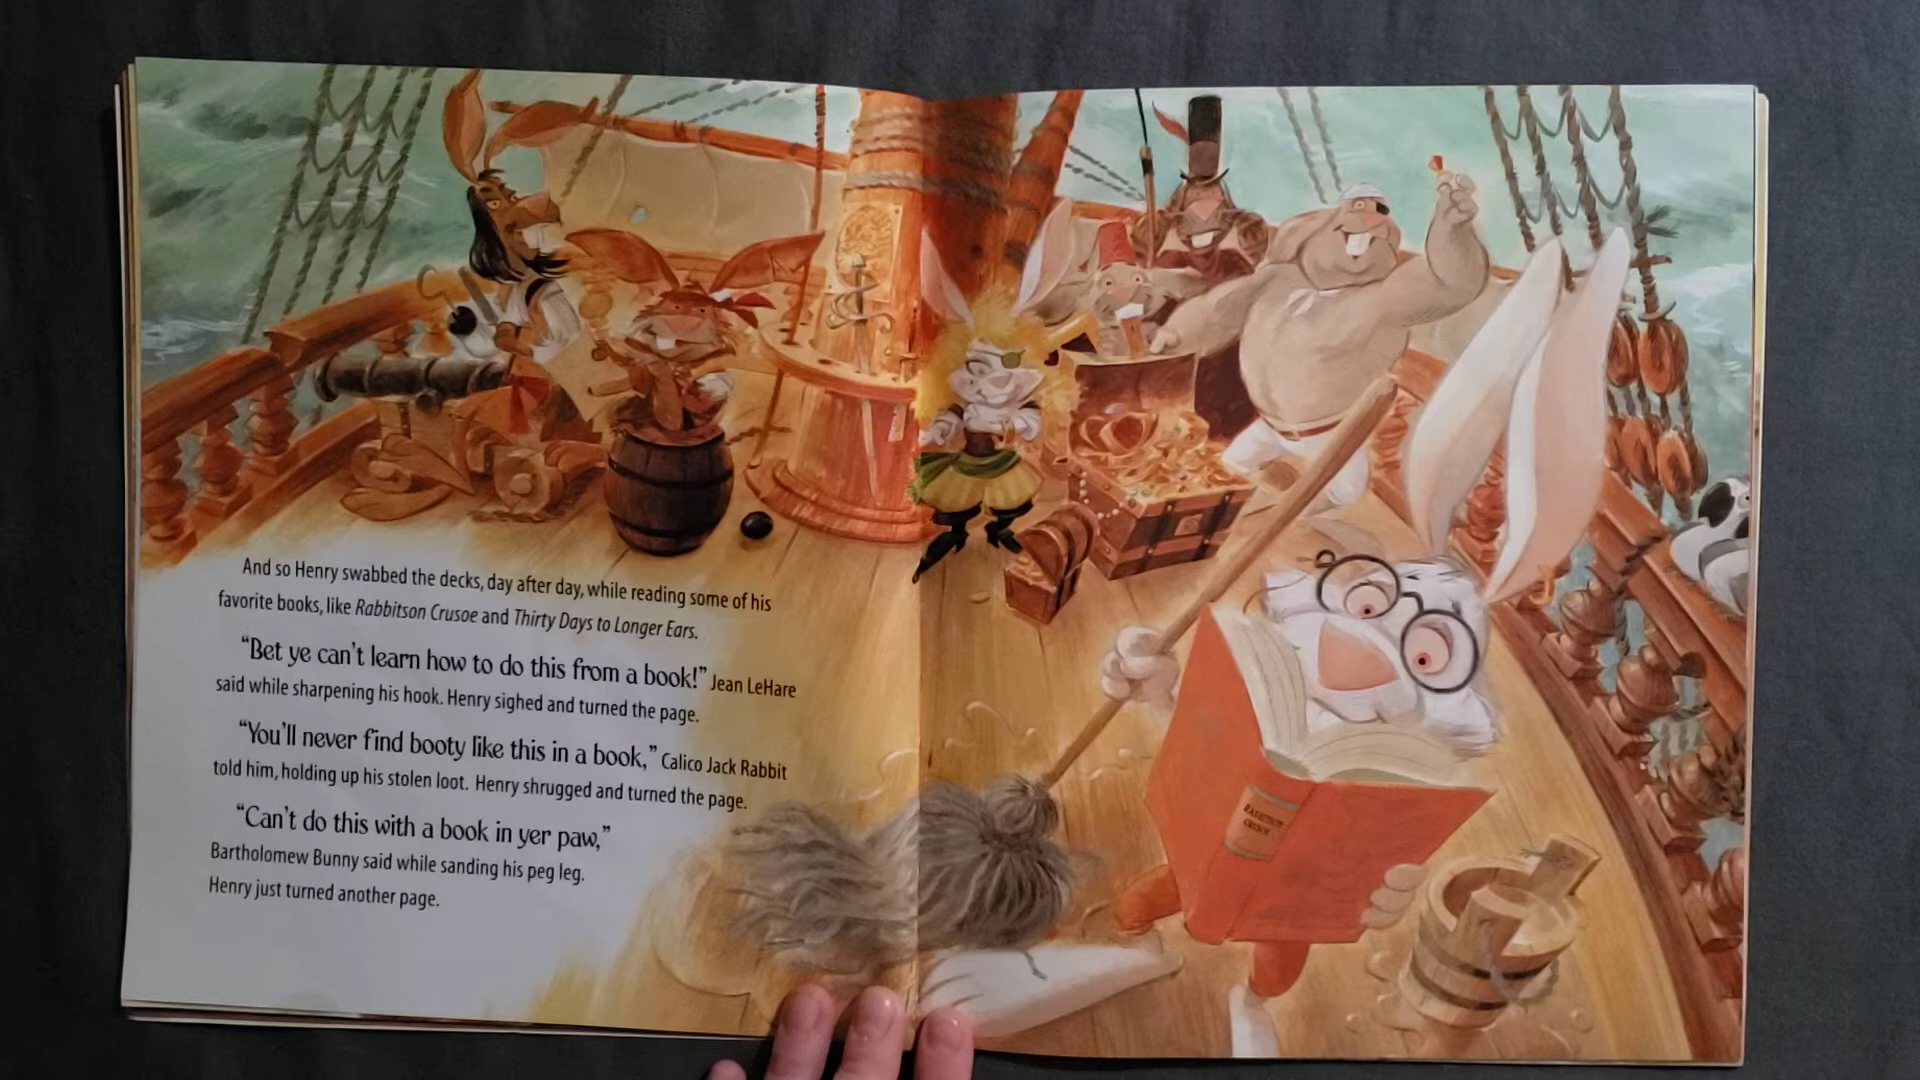 And so Henry swabbed the decks, day after day, while reading some of his
favorite books, like Rabbitson Crusoe and Thirty Days to Longer Ears.
“Bet ye can’t learn how to do this from a book!” Jean LeHare
said while sharpening his hook. Henry sighed and turned the page.
“You’ll never find booty like this in a book,” Calico Jack Rabbit
told him, holding up his stolen loot. Henry shrugged and turned the page.
“Can’t do this with a book in yer paw,”
Bartholomew Bunny said while sanding his peg leg.
Henry just turned another page.
RABBITSON
CRUSOE